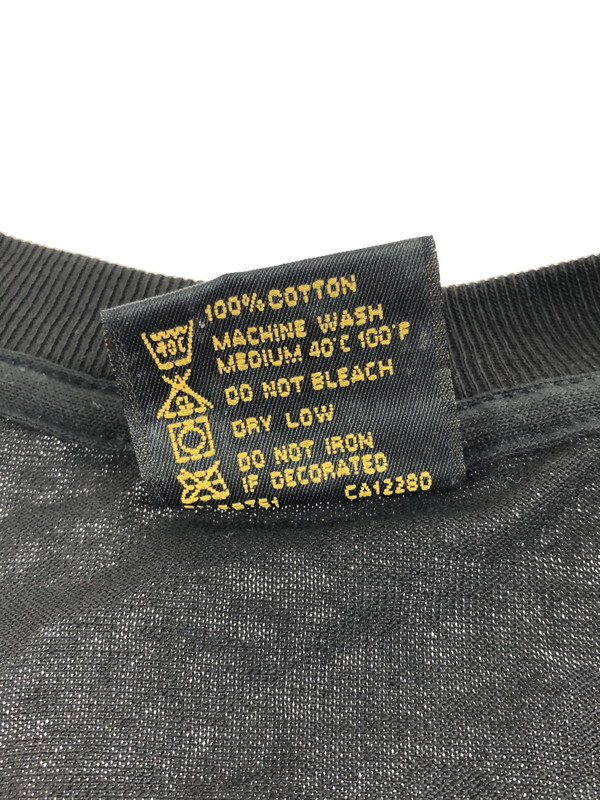 100% COTTON
MACHINE WASH
MEDIUM 40°C 100°F
DO NOT BLEACH
DRY LOW
DO NOT IRON
IF DECORATED
CA12280